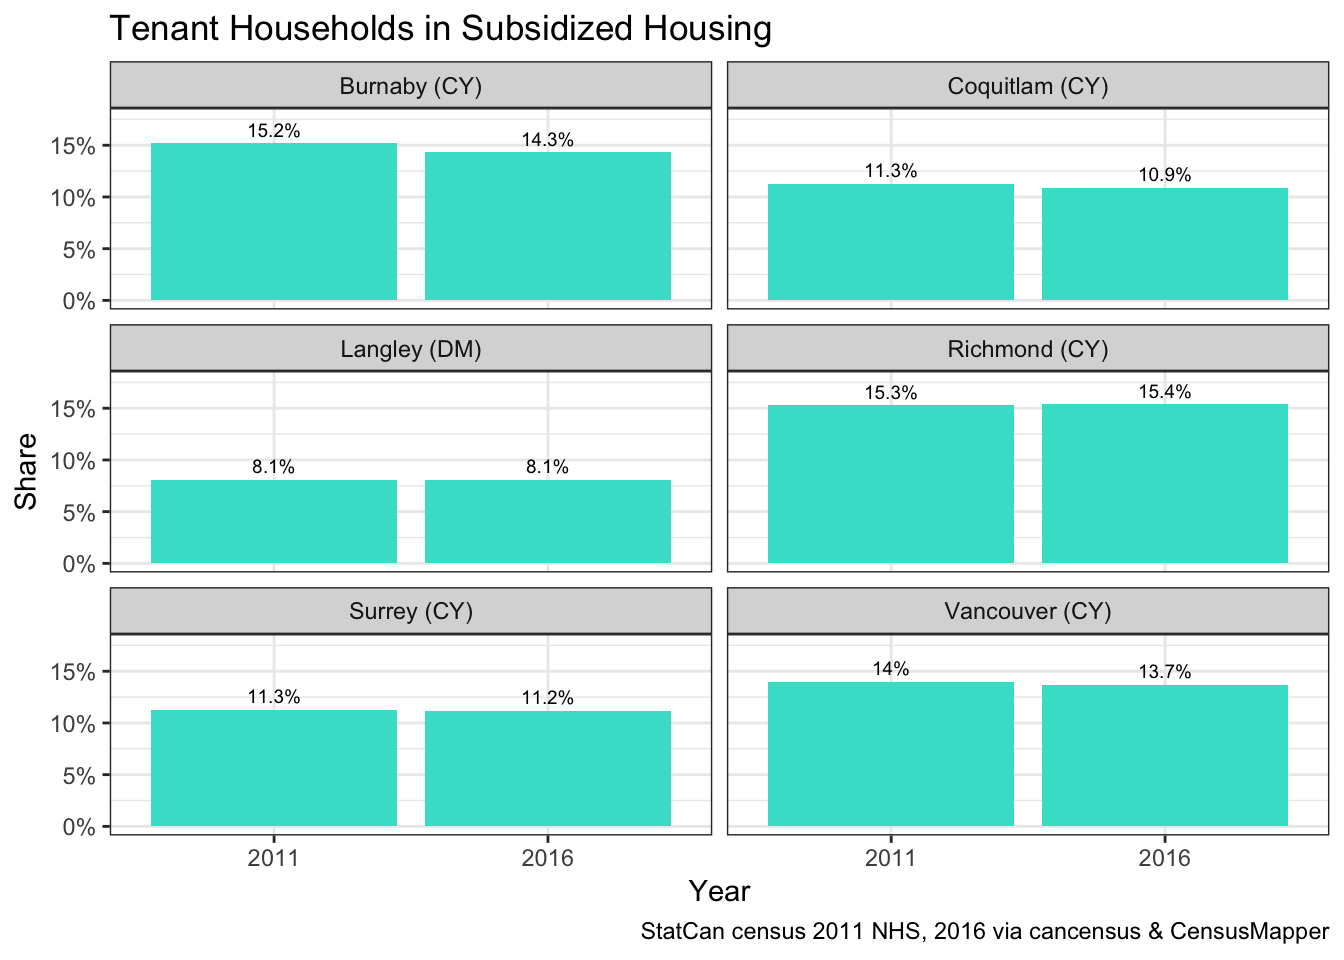 Tenant Households in Subsidized Housing
Burnaby (CY)
Coquitlam (CY)
15.2%
14.3%
11.3%
10.9%
15%
10%
5%
0%
Langley (DM)
Richmond (CY)
8.1%
8.1%
15.3%
15.4%
15%
10%
5%
0%
Share
Surrey (CY)
Vancouver (CY)
11.3%
11.2%
14%
13.7%
15%
10%
5%
0%
2011
2016
2011
2016
Year
StatCan census 2011 NHS, 2016 via cancensus & CensusMapper